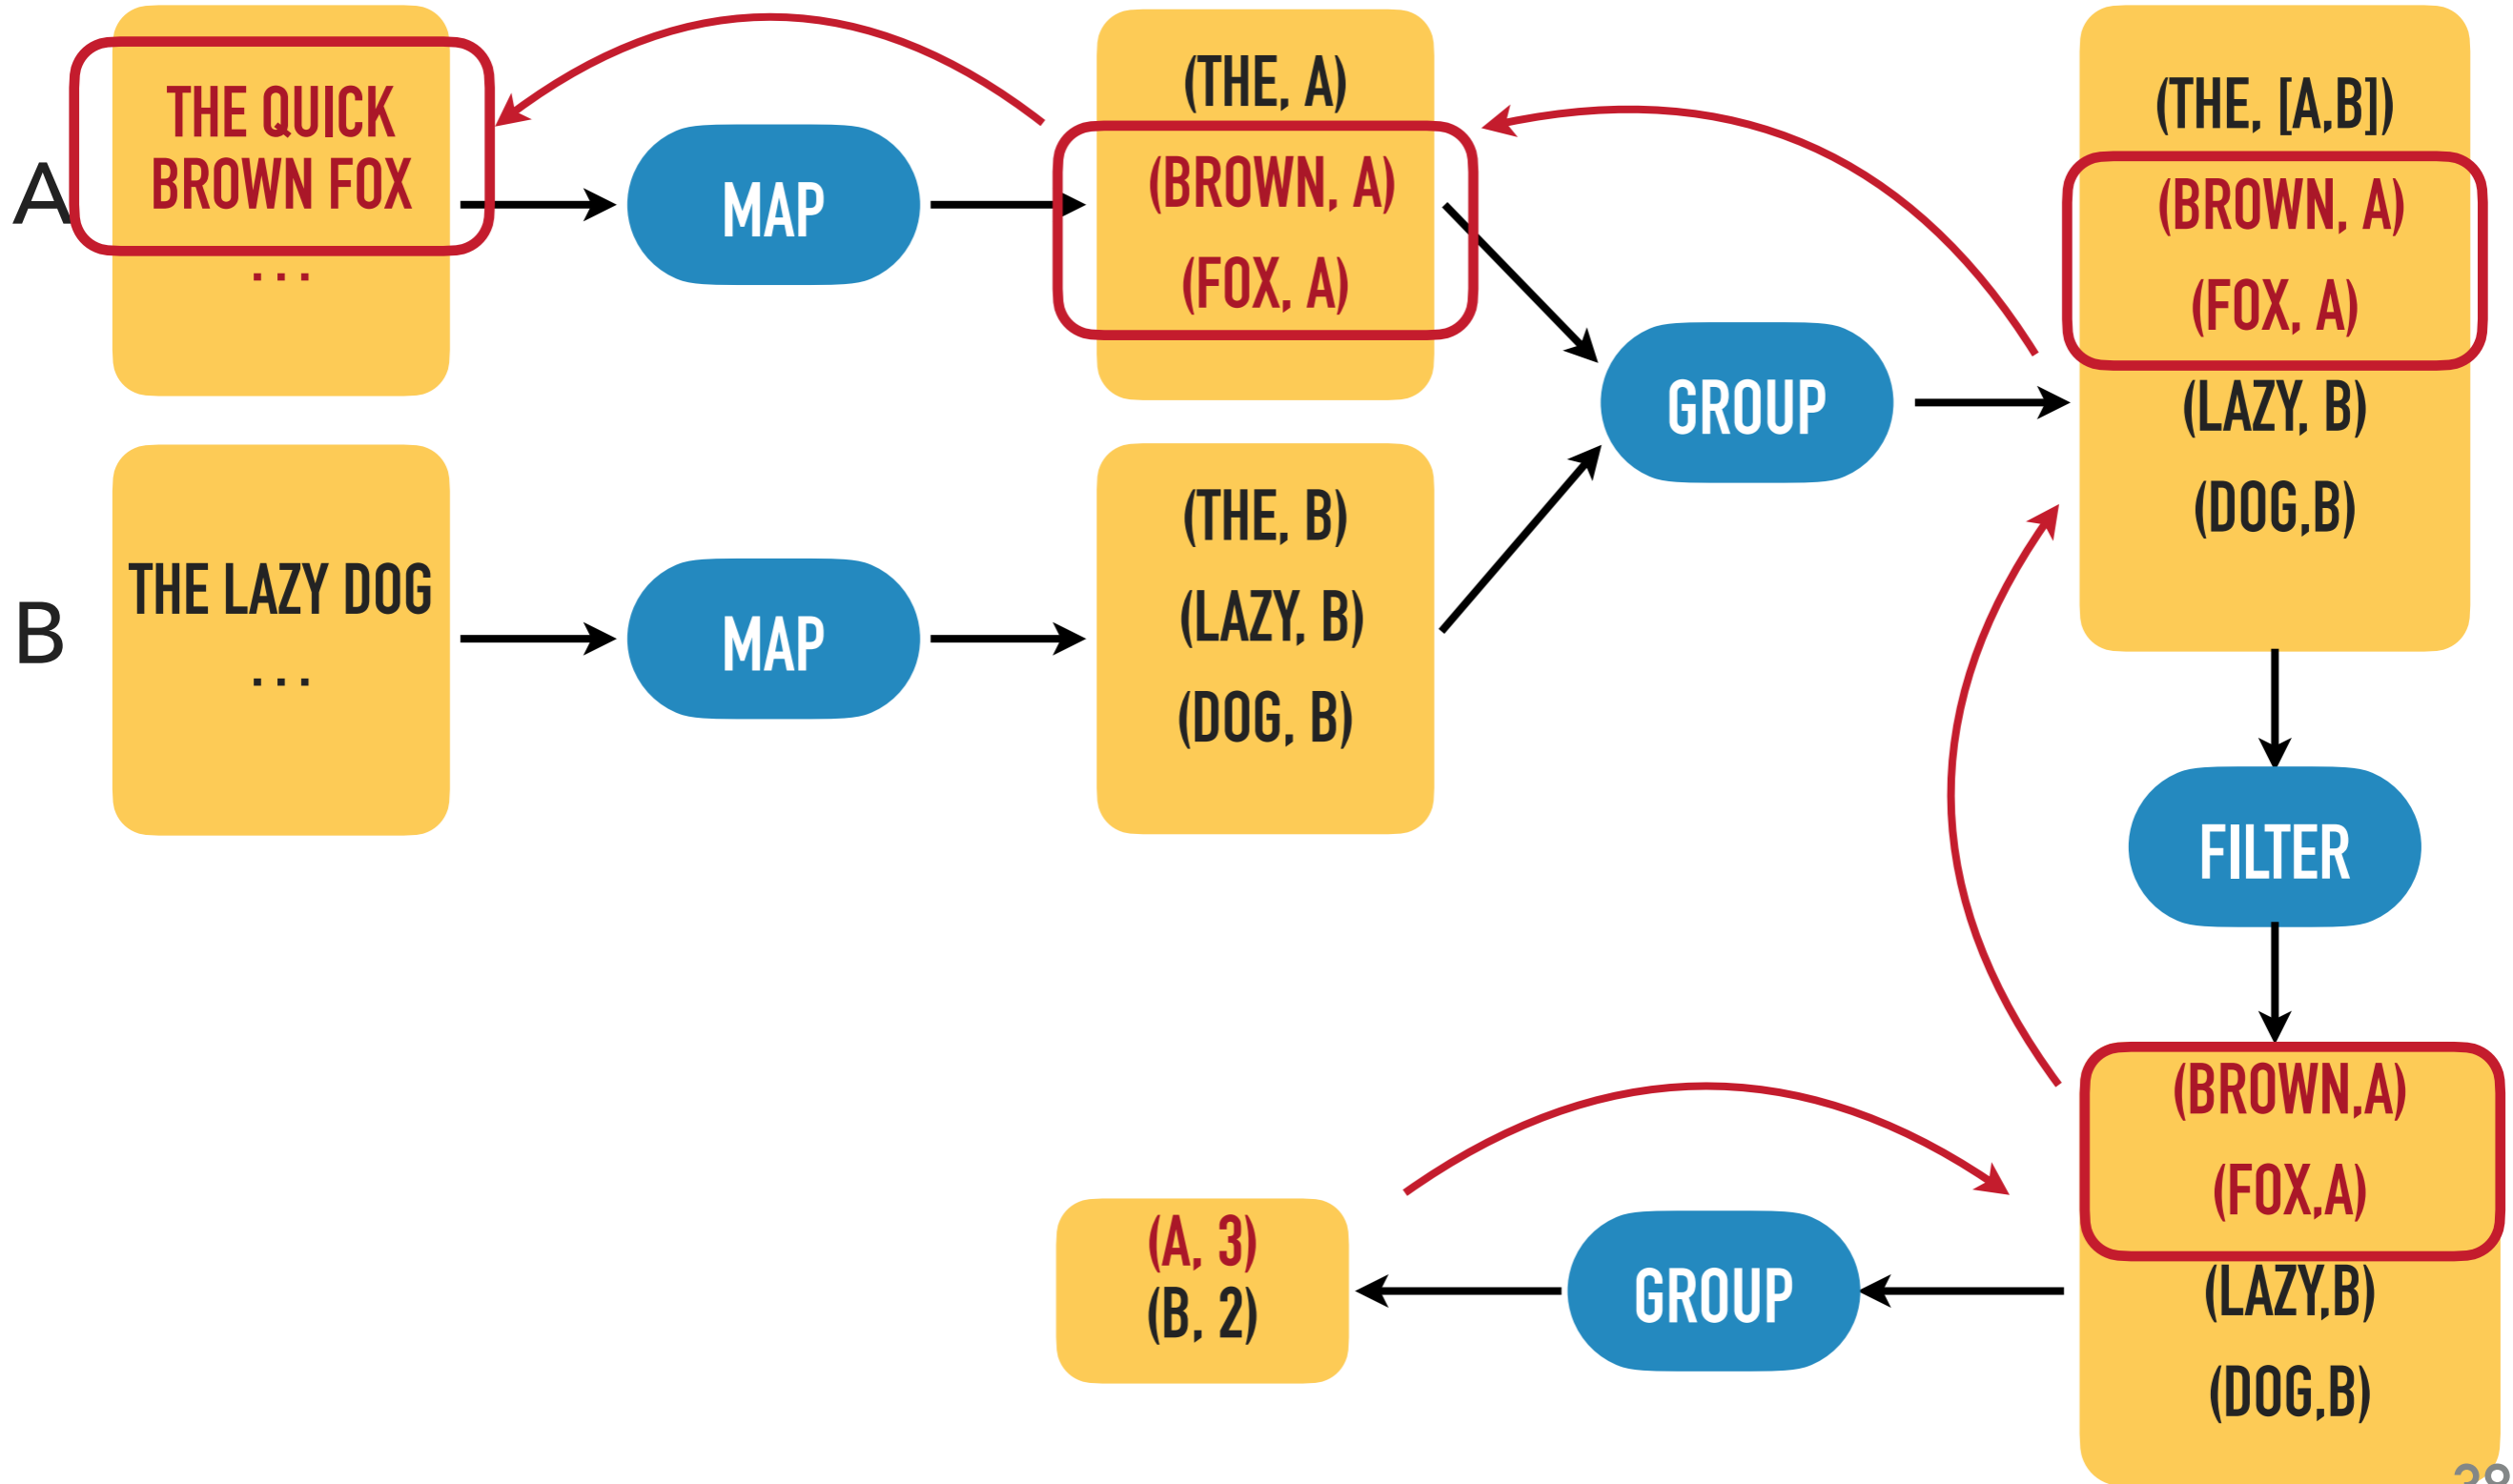 A
THE QUICK
BROWN FOX
...
MAP
(THE, A)
(BROWN, A)
(FOX, A)
B
THE LAZY DOG
...
MAP
(THE, B)
(LAZY, B)
(DOG, B)
GROUP
(THE, [A,B])
(BROWN, A)
(FOX, A)
(LAZY, B)
(DOG,B)
FILTER
(BROWN,A)
(FOX,A)
(LAZY,B)
(DOG,B)
GROUP
(A, 3)
(B, 2)